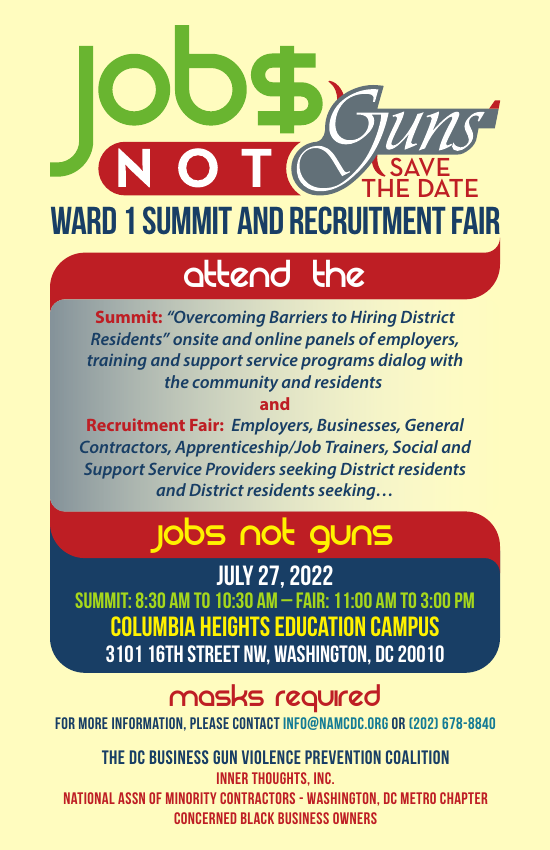 Job$
NOT Guns
SAVE
THE DATE
WARD 1 SUMMIT AND RECRUITMENT FAIR
attend the
Summit: “Overcoming Barriers to Hiring District
Residents” onsite and online panels of employers,
training and support service programs dialog with
the community and residents
and
Recruitment Fair: Employers, Businesses, General
Contractors, Apprenticeship/Job Trainers, Social and
Support Service Providers seeking District residents
and District residents seeking…
jobs not guns
JULY 27, 2022
SUMMIT: 8:30 AM TO 10:30 AM – FAIR: 11:00 AM TO 3:00 PM
COLUMBIA HEIGHTS EDUCATION CAMPUS
3101 16TH STREET NW, WASHINGTON, DC 20010
masks required
FOR MORE INFORMATION, PLEASE CONTACT INFO@NAMCDC.ORG OR (202) 678-8840
THE DC BUSINESS GUN VIOLENCE PREVENTION COALITION
INNER THOUGHTS, INC.
NATIONAL ASSN OF MINORITY CONTRACTORS - WASHINGTON, DC METRO CHAPTER
CONCERNED BLACK BUSINESS OWNERS